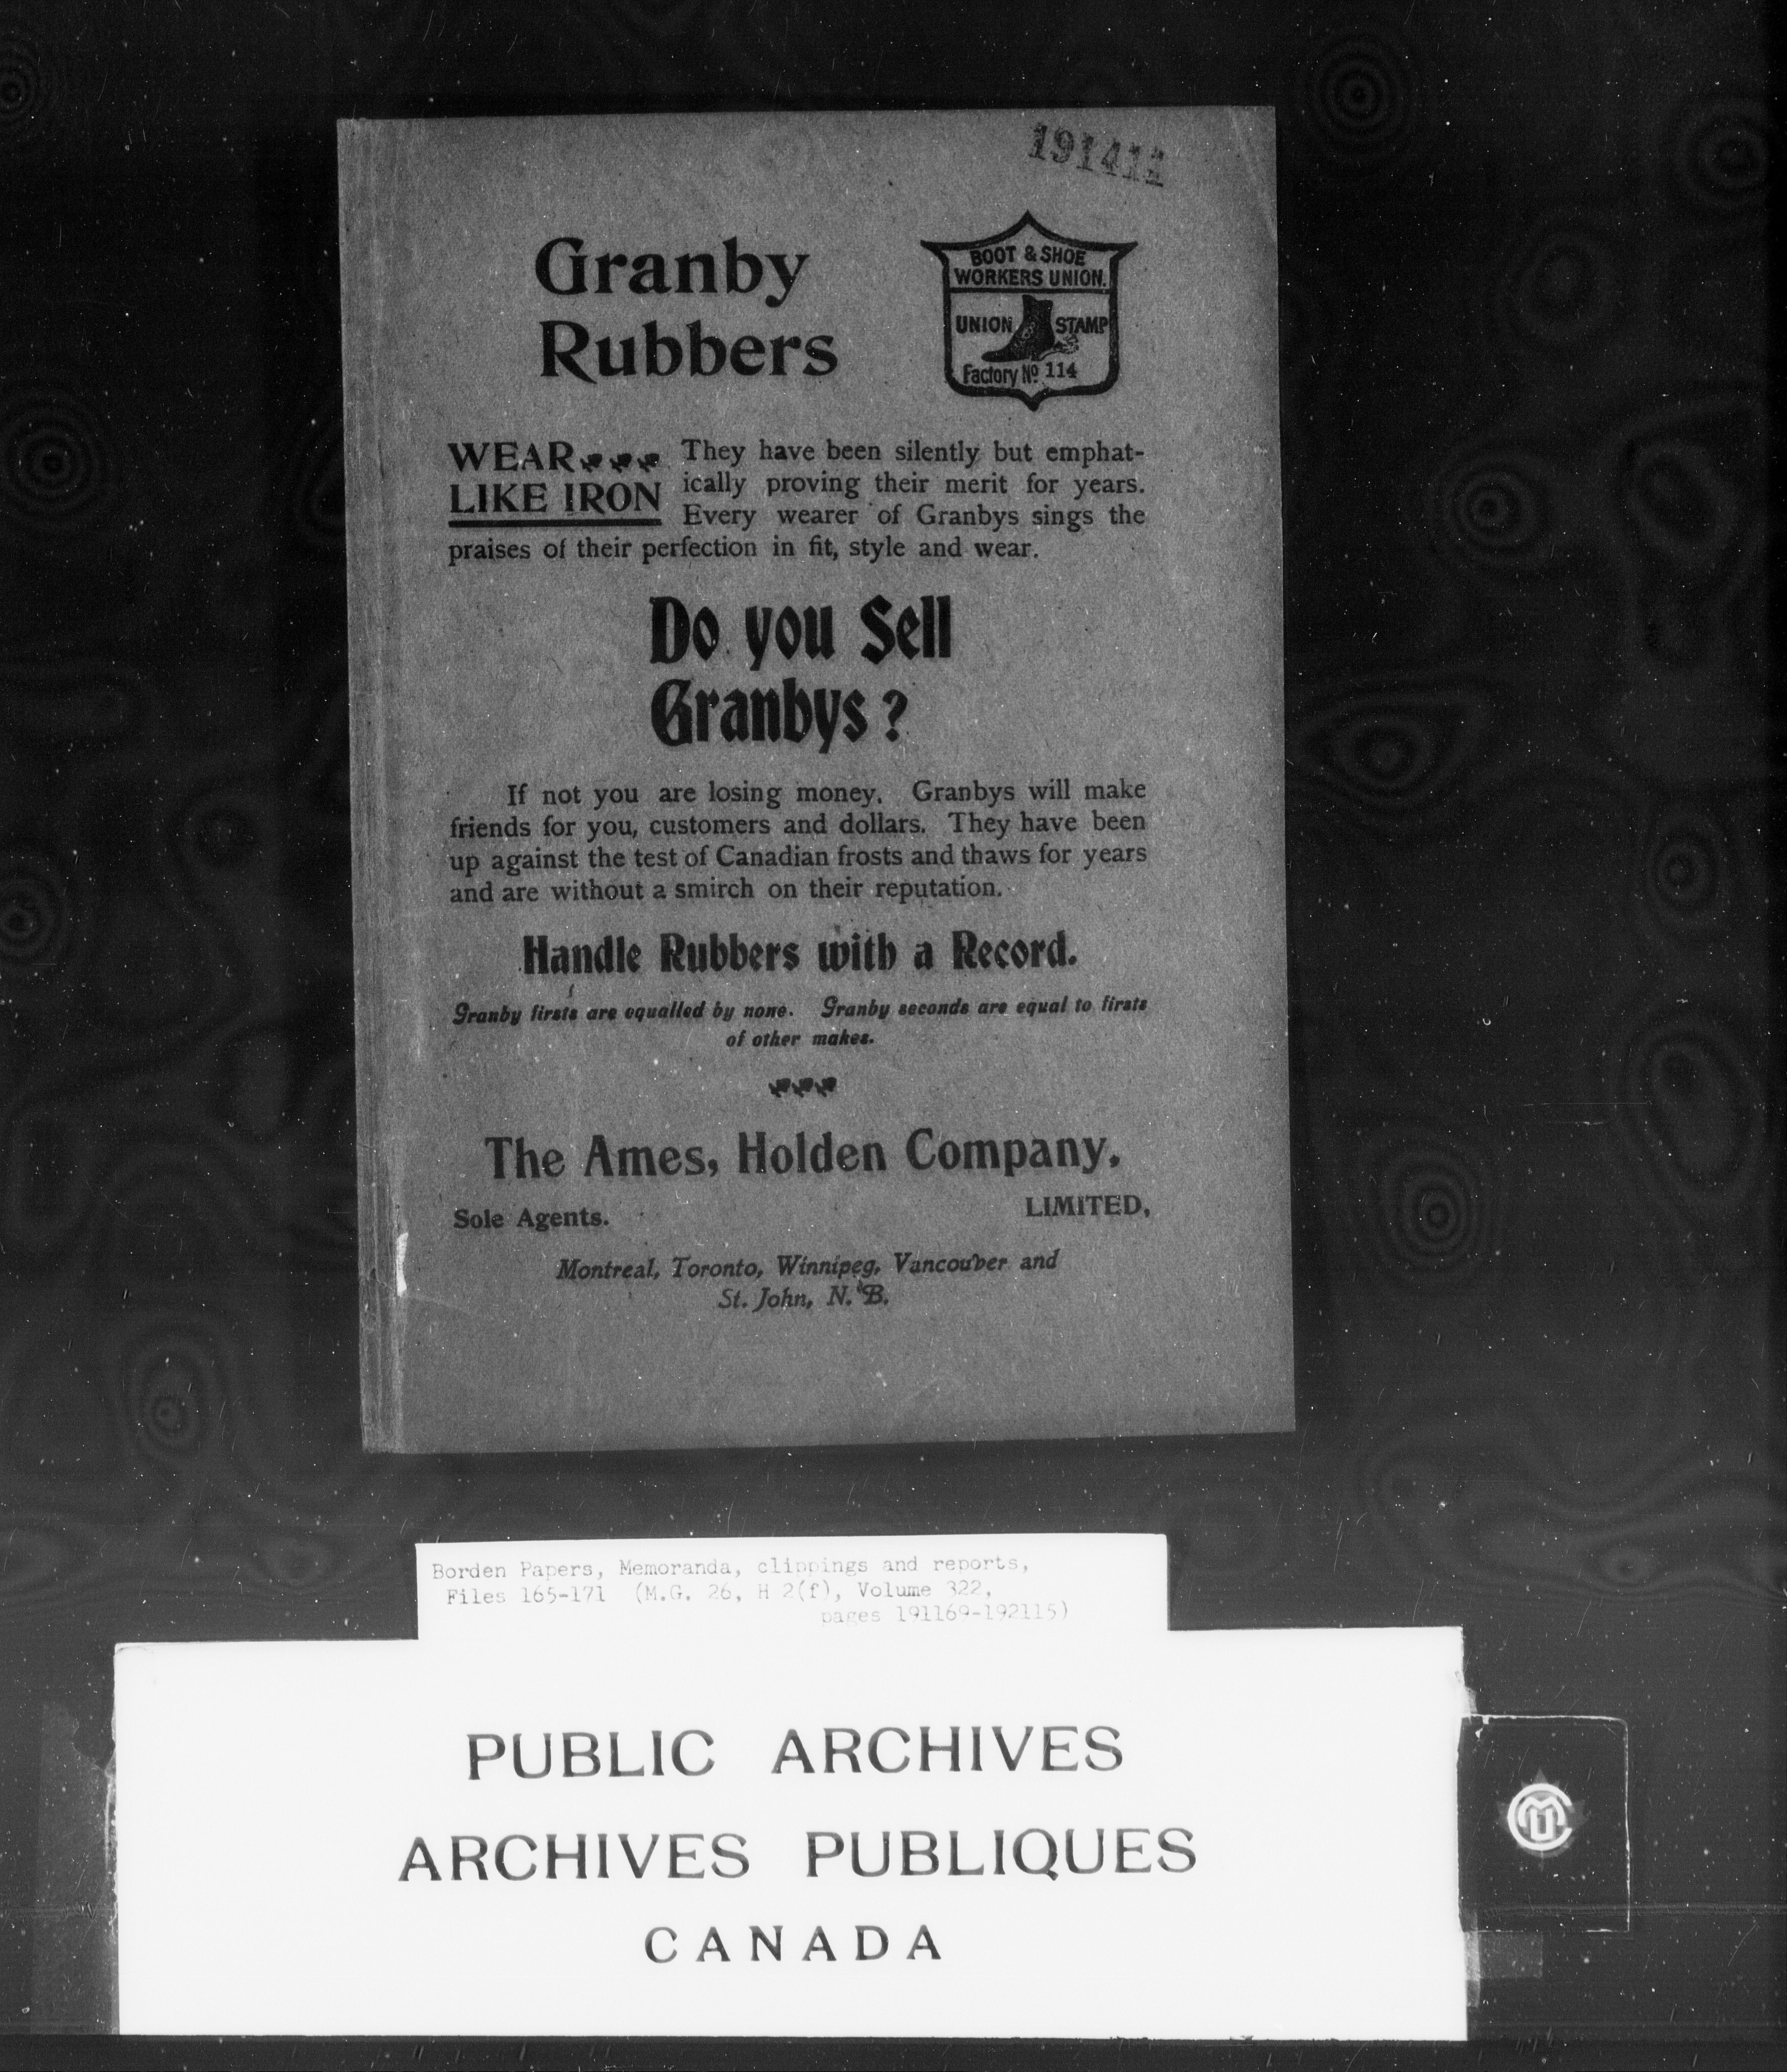 Granby
Rubbers
BOOT & SHOE
WORKERS UNION.
UNION STAMP
Factory No 114
WEAR
LIKE IRON
They have been silently but emphat-
ically proving their merit for years.
Every wearer of Granbys sings the
praises of their perfection in fit, style and wear.
Do you Sell
Granbys?
If not you are losing money. Granbys will make
friends for you, customers and dollars. They have been
up against the test of Canadian frosts and thaws for years
and are without a smirch on their reputation.
Handle Rubbers with a Record.
Granby firsts are equalled by none. Granby seconds are equal to firsts
of other makes.
The Ames, Holden Company,
Sole Agents. LIMITED,
Montreal, Toronto, Winnipeg, Vancouver and
St. John, N. B.
Borden Papers, Memoranda, clippings and reports,
Files 165-171 (M.G. 26, H 2(f), Volume 322,
pages 191169-192115)
PUBLIC ARCHIVES
ARCHIVES PUBLIQUES
CANADA